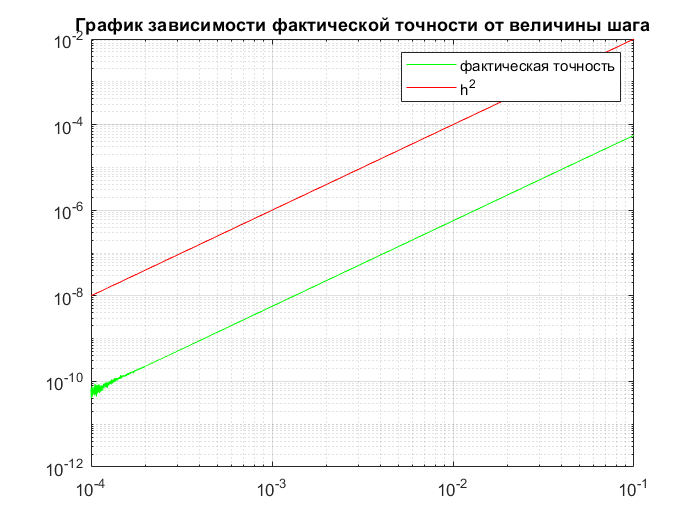 График зависимости фактической точности от величины шага
10^-2
фактическая точность
h^2
10^-4
10^-6
10^-8
10^-10
10^-12
10^-4 10^-3 10^-2 10^-1